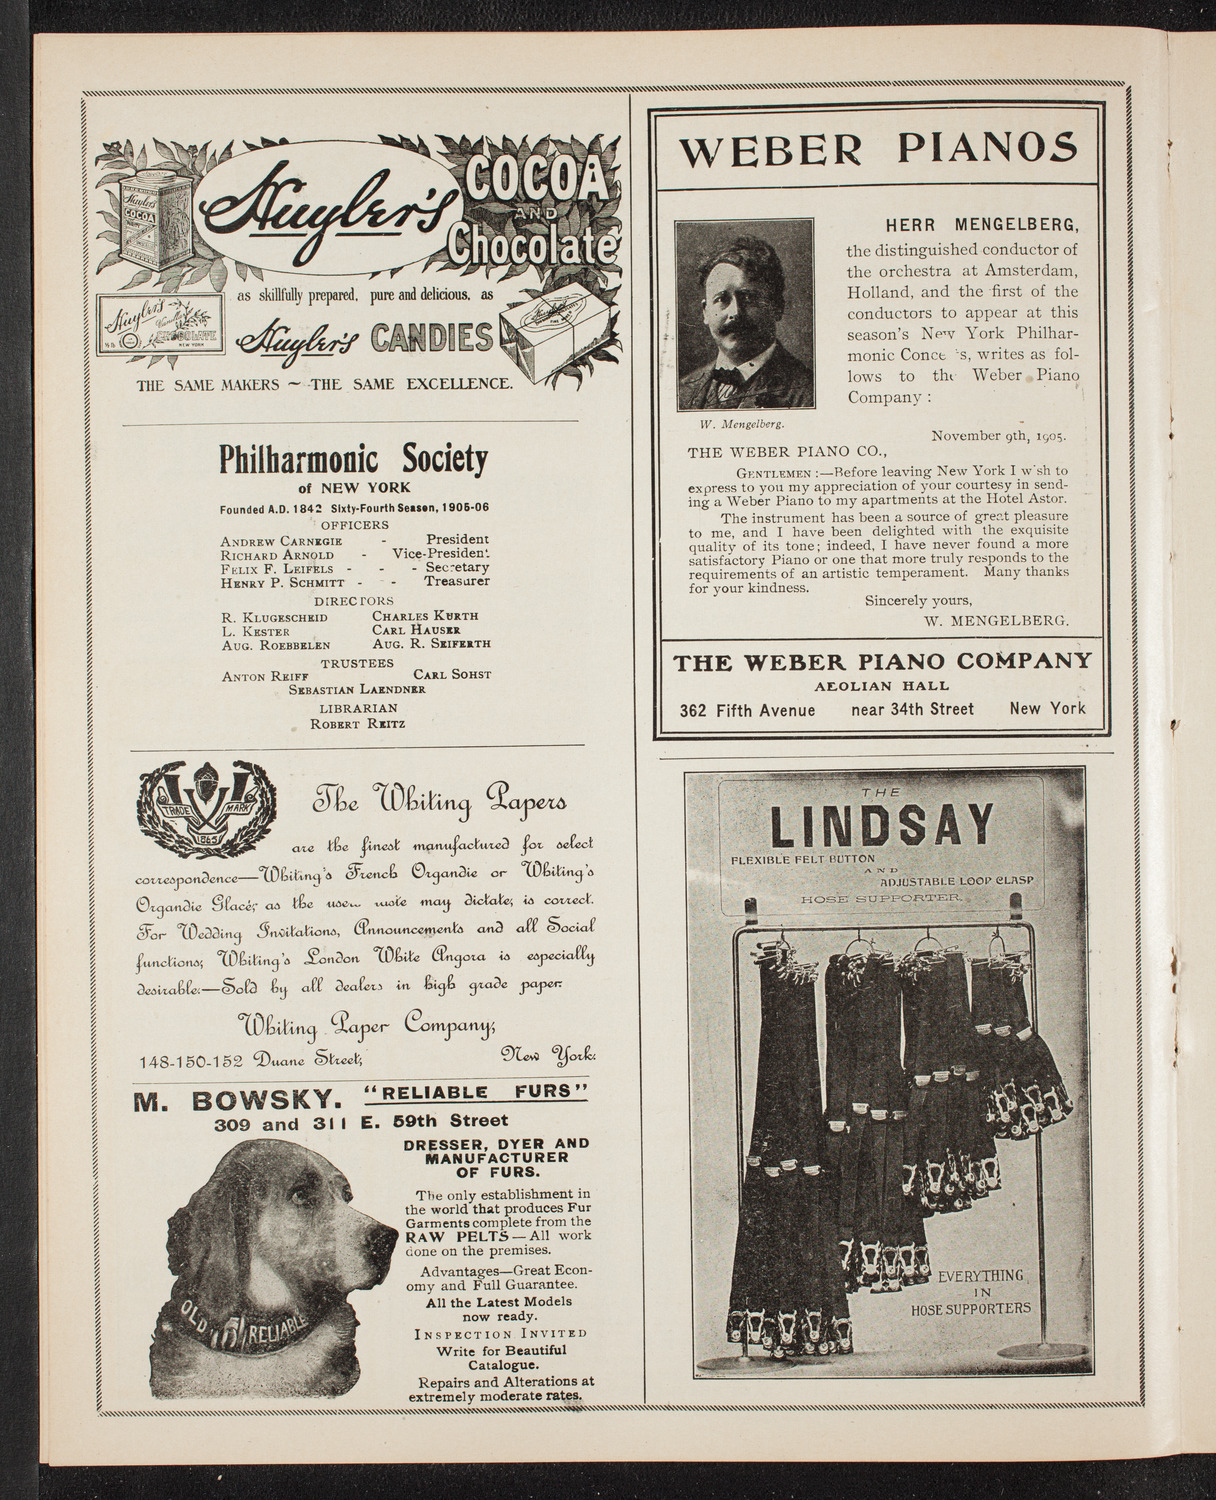 Huyler's
COCOA
AND
Chocolate
Huyler's
COCOA
Huyler's
CHOCOLATE
NEW YORK
as skillfully prepared, pure and delicious, as
Huyler's CANDIES
THE SAME MAKERS ~ THE SAME EXCELLENCE.
Philharmonic Society
of NEW YORK
Founded A.D. 1842 Sixty-Fourth Season, 1905-06
OFFICERS
ANDREW CARNEGIE - President
RICHARD ARNOLD - Vice-President
FELIX F. LEIFELS - - - Secretary
HENRY P. SCHMITT - - Treasurer
DIRECTORS
R. KLUGESCHEID CHARLES KURTH
L. KESTER CARL HAUSER
AUG. ROEBBELEN AUG. R. SEIFERTH
TRUSTEES
ANTON REIFF CARL SOHST
SEBASTIAN LAENDNER
LIBRARIAN
ROBERT REITZ
TRADE MARK
1865
The Whiting Papers
are the finest manufactured for select
correspondence—Whiting's French Organdie or Whiting's
Organdie Glacé; as the may dictate; is correct.
For Wedding Invitations, Announcements and all Social
functions; Whiting's London White Angora is especially
desirable.—Sold by all dealers in high grade paper.
Whiting Paper Company,
148-150-152 Duane Street, New York.
M. BOWSKY. "RELIABLE FURS"
309 and 311 E. 59th Street
DRESSER, DYER AND
MANUFACTURER
OF FURS.
The only establishment in
the world that produces Fur
Garments complete from the
RAW PELTS—All work
done on the premises.
Advantages—Great Econ-
omy and Full Guarantee.
All the Latest Models
now ready.
INSPECTION INVITED
Write for Beautiful
Catalogue.
Repairs and Alterations at
extremely moderate rates.
OLD RELIABLE
WEBER PIANOS
HERR MENGELBERG,
the distinguished conductor of
the orchestra at Amsterdam,
Holland, and the first of the
conductors to appear at this
season's New York Philhar-
monic Conce s, writes as fol-
lows to the Weber Piano
Company :
W. Mengelberg.
November 9th, 1905.
THE WEBER PIANO CO.,
GENTLEMEN :—Before leaving New York I wish to
express to you my appreciation of your courtesy in send-
ing a Weber Piano to my apartments at the Hotel Astor.
The instrument has been a source of great pleasure
to me, and I have been delighted with the exquisite
quality of its tone; indeed, I have never found a more
satisfactory Piano or one that more truly responds to the
requirements of an artistic temperament. Many thanks
for your kindness.
Sincerely yours,
W. MENGELBERG.
THE WEBER PIANO COMPANY
AEOLIAN HALL
362 Fifth Avenue near 34th Street New York
THE
LINDSAY
FLEXIBLE FELT BUTTON
AND
ADJUSTABLE LOOP CLASP
HOSE SUPPORTER.
EVERYTHING
IN
HOSE SUPPORTERS